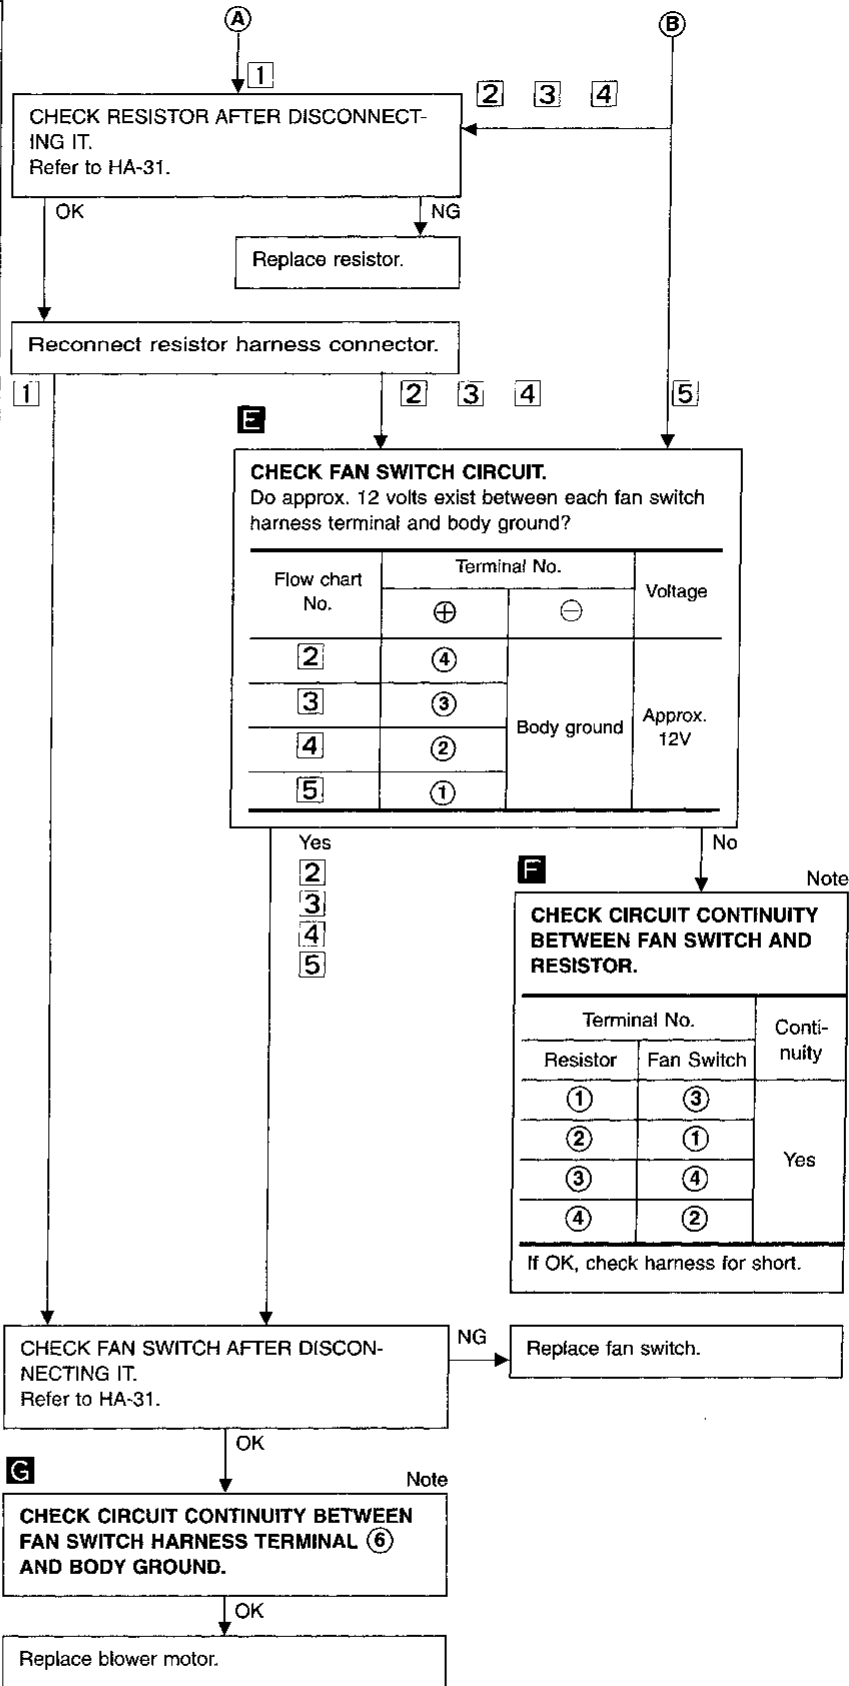 A
B
1
2 3 4
CHECK RESISTOR AFTER DISCONNECT-
ING IT.
Refer to HA-31.
OK
NG
Replace resistor.
Reconnect resistor harness connector.
1
2 3 4
5
E
CHECK FAN SWITCH CIRCUIT.
Do approx. 12 volts exist between each fan switch
harness terminal and body ground?
Flow chart
No.
Terminal No.
Voltage
⊕
⊖
2
④
3
③
4
②
5
①
Body ground
Approx.
12V
Yes
2
3
4
5
No
F
Note
CHECK CIRCUIT CONTINUITY
BETWEEN FAN SWITCH AND
RESISTOR.
Terminal No.
Conti-
nuity
Resistor
Fan Switch
① ③
② ①
③ ④
④ ②
Yes
If OK, check harness for short.
CHECK FAN SWITCH AFTER DISCON-
NECTING IT.
Refer to HA-31.
NG
Replace fan switch.
OK
G
Note
CHECK CIRCUIT CONTINUITY BETWEEN
FAN SWITCH HARNESS TERMINAL ⑥
AND BODY GROUND.
OK
Replace blower motor.